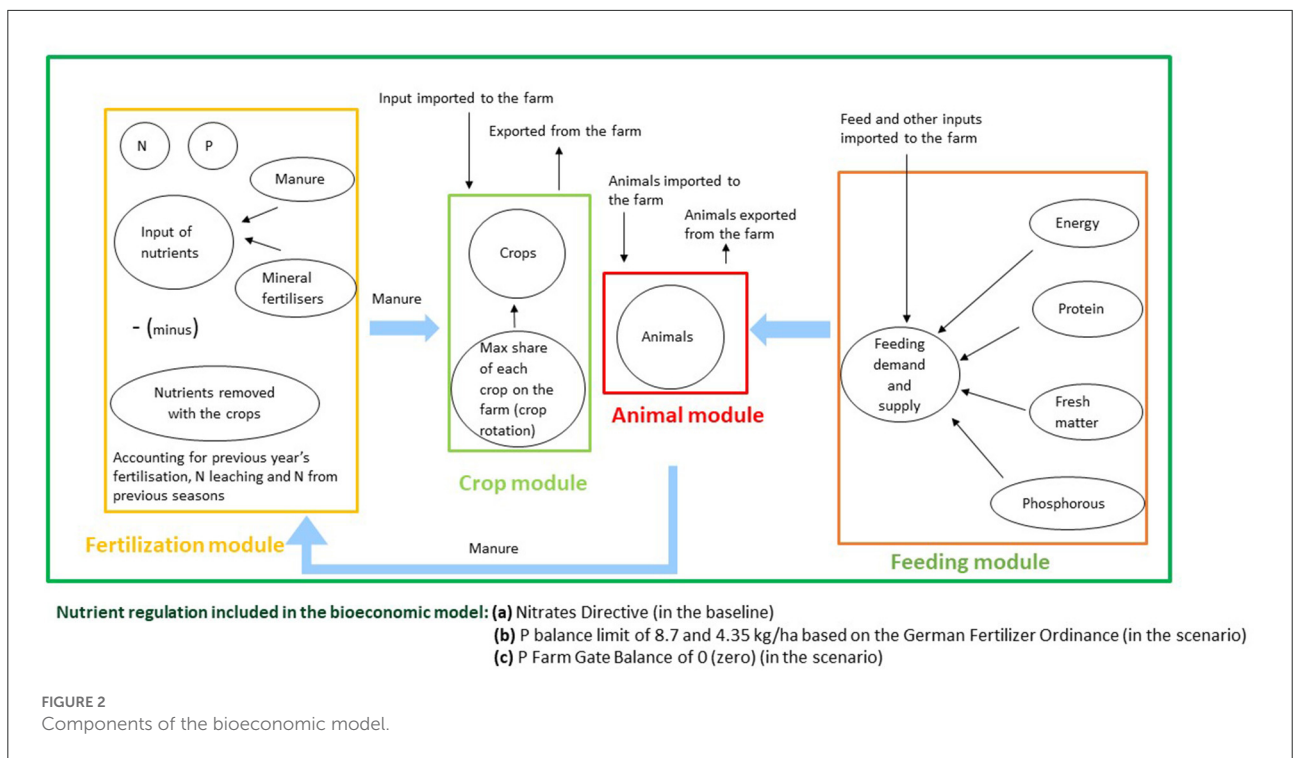 Input imported to the farm
Exported from the farm
Animals imported to
the farm
Animals exported
from the farm
Feed and other inputs
imported to the farm
N
P
Manure
Input of
nutrients
Mineral
fertilisers
- (minus)
Nutrients removed
with the crops
Accounting for previous year's
fertilisation, N leaching and N from
previous seasons
Fertilization module
Manure
Crops
Max share
of each
crop on the
farm (crop
rotation)
Crop module
Animals
Animal module
Manure
Energy
Protein
Feeding
demand
and
supply
Fresh
matter
Phosphorous
Feeding module
Nutrient regulation included in the bioeconomic model: (a) Nitrates Directive (in the baseline)
(b) P balance limit of 8.7 and 4.35 kg/ha based on the German Fertilizer Ordinance (in the scenario)
(c) P Farm Gate Balance of 0 (zero) (in the scenario)
FIGURE 2
Components of the bioeconomic model.